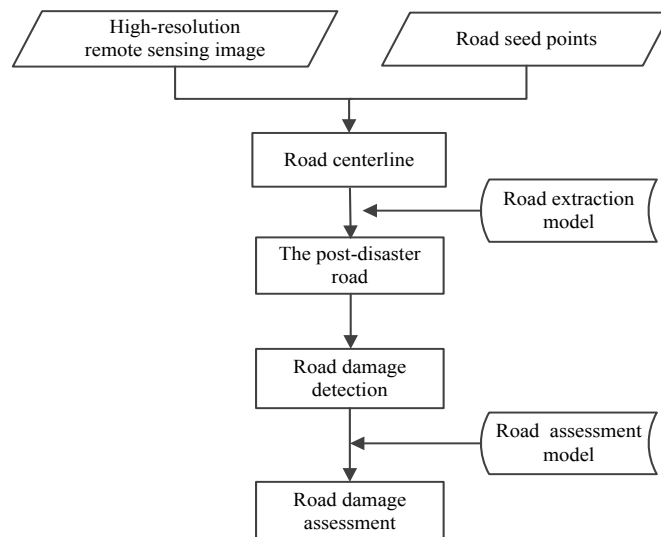 High-resolution
remote sensing image
Road seed points
Road centerline
Road extraction
model
The post-disaster
road
Road damage
detection
Road assessment
model
Road damage
assessment